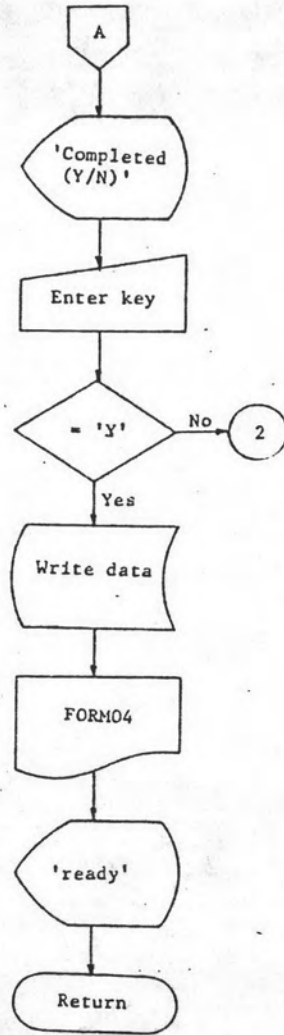 A
'Completed
(Y/N)'
Enter key
= 'Y'
No
2
Yes
Write data
FORM04
'ready'
Return